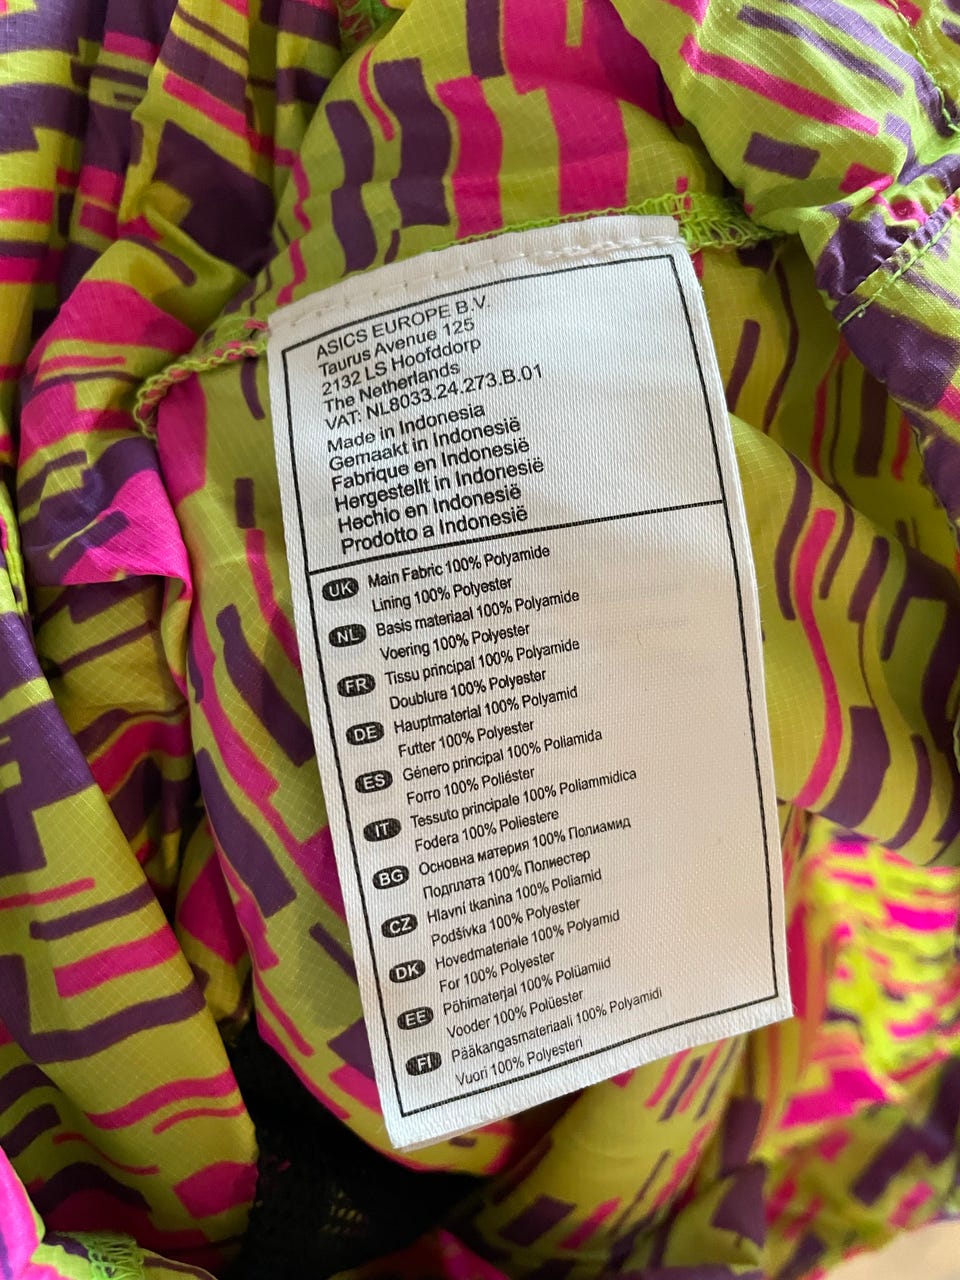 ASICS EUROPE B.V.
Taurus Avenue 125
2132 LS Hoofddorp
The Netherlands
VAT: NL8033.24.273.B.01
Made in Indonesia
Gemaakt in Indonesië
Fabrique en Indonesië
Hergestellt in Indonesië
Hechio en Indonesië
Prodotto a Indonesië
UK Main Fabric 100% Polyamide
Lining 100% Polyester
NL Basis materiaal 100% Polyamide
Voering 100% Polyester
FR Tissu principal 100% Polyamide
Doublure 100% Polyester
DE Hauptmaterial 100% Polyamid
Futter 100% Polyester
ES Género principal 100% Poliamida
Forro 100% Poliéster
IT Tessuto principale 100% Poliammidica
Fodera 100% Poliestere
BG Основна материя 100% Полиамид
Подплата 100% Полиестер
CZ Hlavní tkanina 100% Poliamid
Podšívka 100% Polyester
DK Hovedmateriale 100% Polyamid
For 100% Polyester
EE Põhimaterjal 100% Polüamiid
Vooder 100% Polüester
FI Pääkangasmateriaali 100% Polyamidi
Vuori 100% Polyesteri